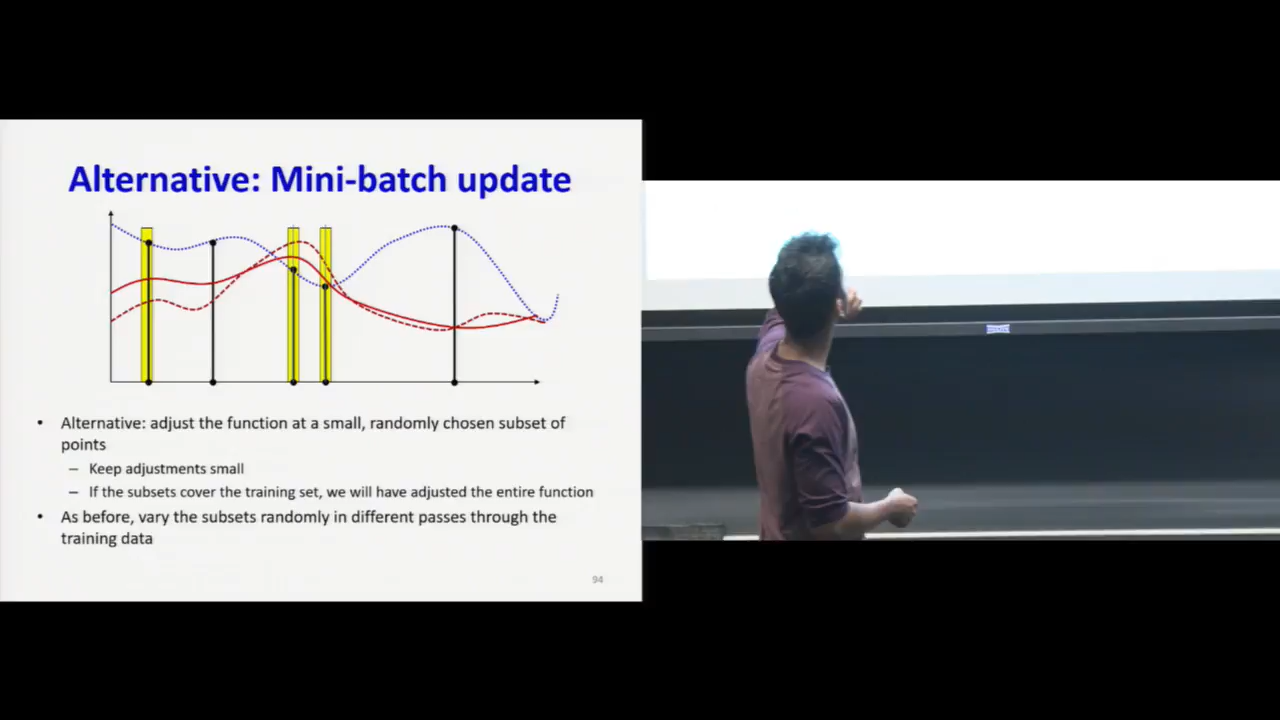 Alternative: Mini-batch update
• Alternative: adjust the function at a small, randomly chosen subset of
points
– Keep adjustments small
– If the subsets cover the training set, we will have adjusted the entire function
• As before, vary the subsets randomly in different passes through the
training data
94